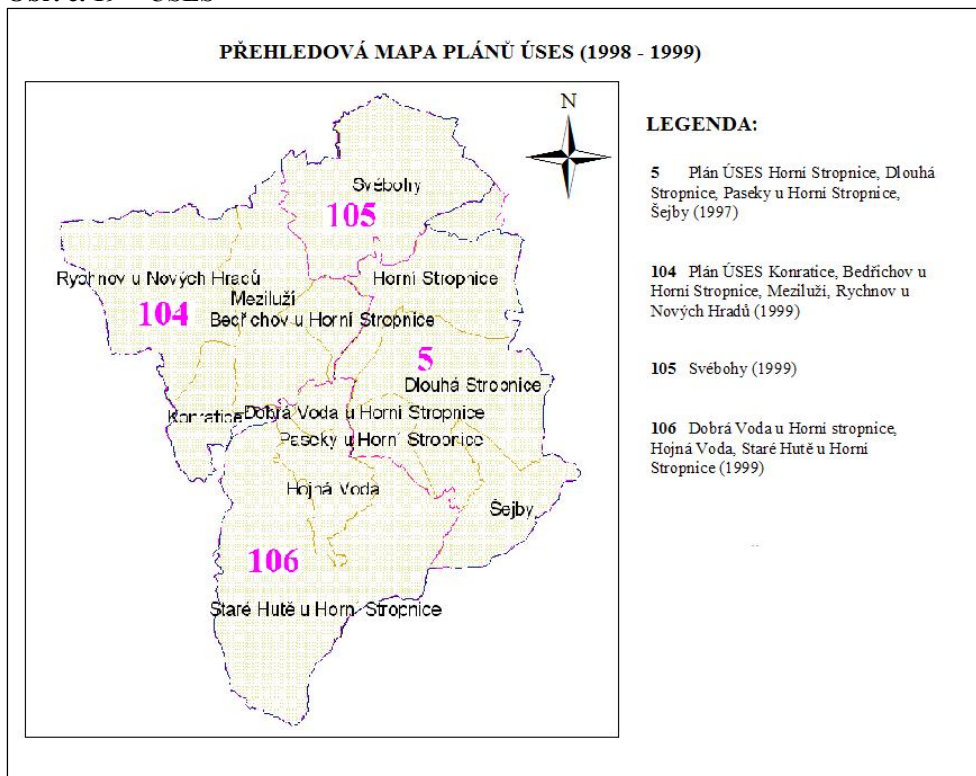 PŘEHLEDOVÁ MAPA PLÁNŮ ÚSES (1998 - 1999)
N
Svébohy
105
Rychnov u Nových Hradů
Horní Stropnice
Meziluží
104
Bedřichov u Horní Stropnice
5
Dlouhá Stropnice
Konratice
Dobrá Voda u Horní Stropnice
Paseky u Horní Stropnice
Hojná Voda
Šejby
106
Staré Hutě u Horní Stropnice
LEGENDA:
5 Plán ÚSES Horní Stropnice, Dlouhá
Stropnice, Paseky u Horní Stropnice,
Šejby (1997)
104 Plán ÚSES Konratice, Bedřichov u
Horní Stropnice, Meziluží, Rychnov u
Nových Hradů (1999)
105 Svébohy (1999)
106 Dobrá Voda u Horní stropnice,
Hojná Voda, Staré Hutě u Horní
Stropnice (1999)